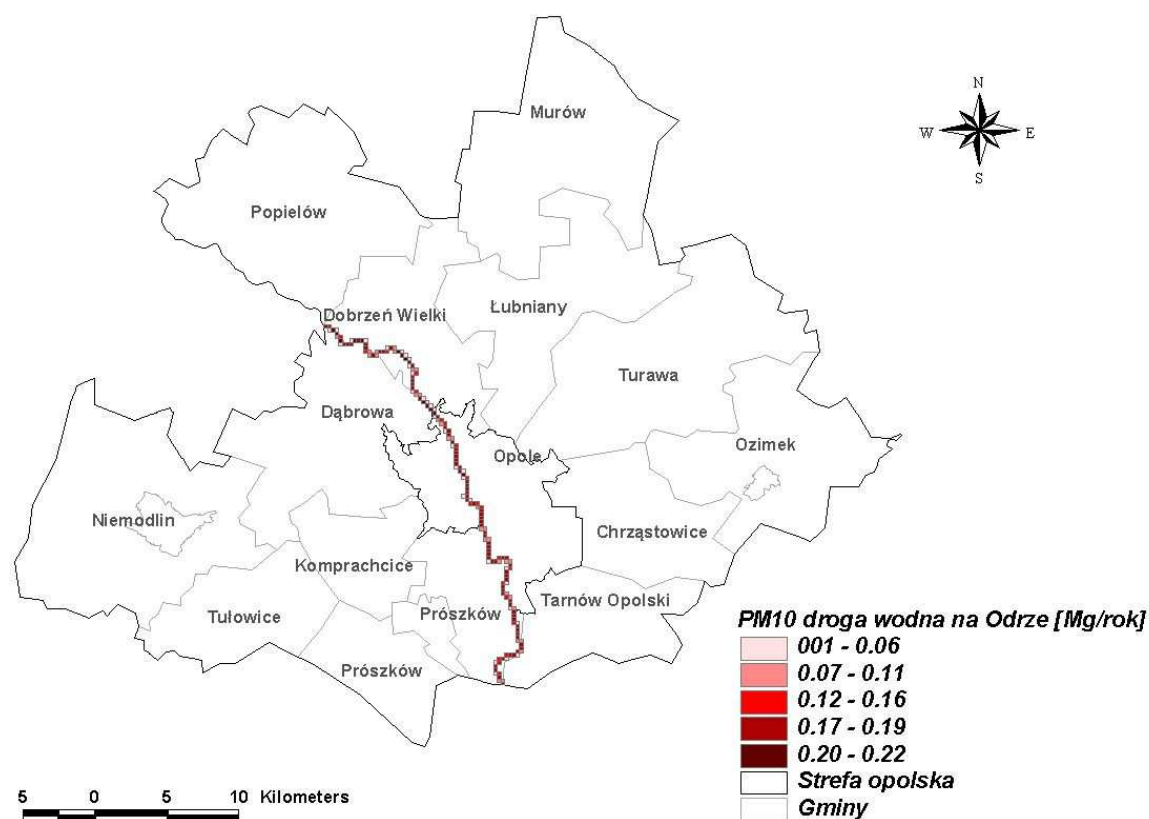 N
W E
S
Murów
Popielów
Dobrzeń Wielki
Łubniany
Turawa
Dąbrowa
Opole
Ozimek
Niemodlin
Chrząstowice
Komprachcice
Tarnów Opolski
Tułowice
Prószków
Prószków
PM10 droga wodna na Odrze [Mg/rok]
001 - 0.06
0.07 - 0.11
0.12 - 0.16
0.17 - 0.19
0.20 - 0.22
Strefa opolska
Gminy
5 0 5 10 Kilometers